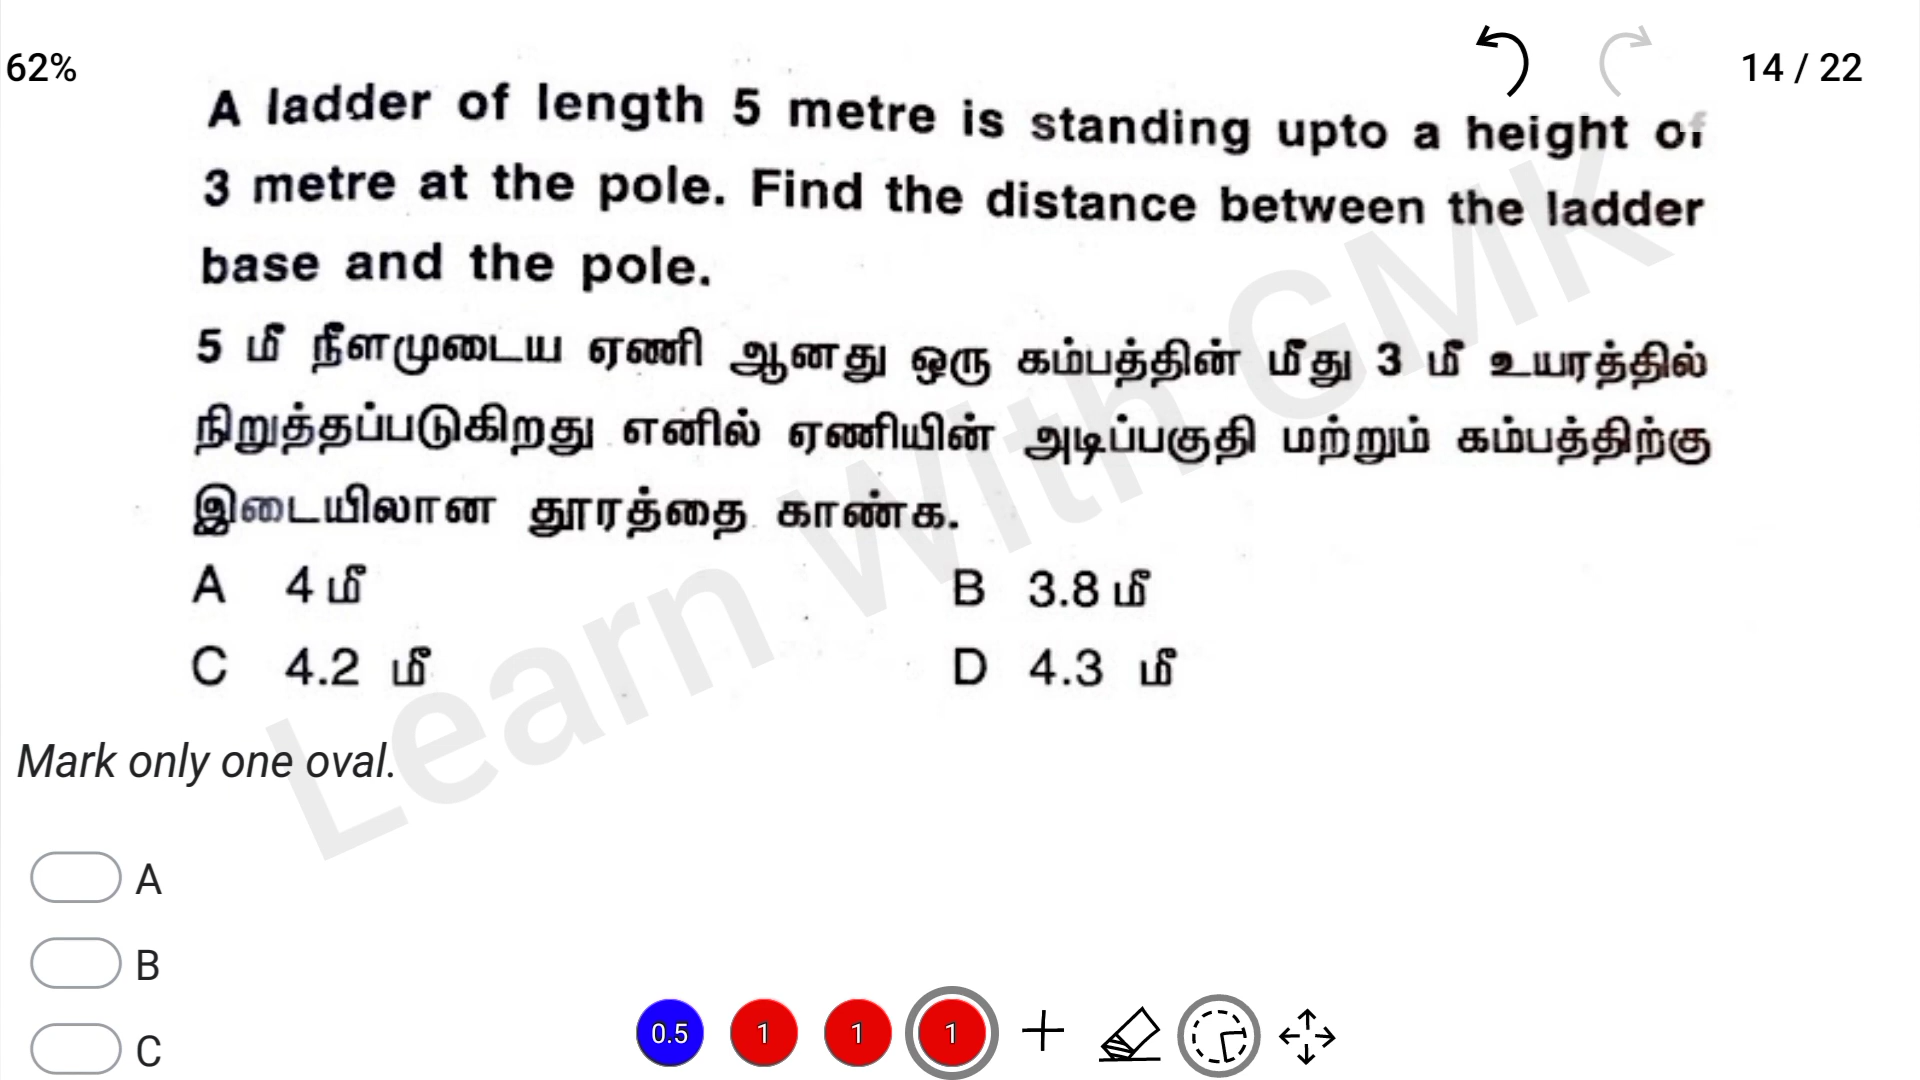 62%
14 / 22
A ladder of length 5 metre is standing upto a height of
3 metre at the pole. Find the distance between the ladder
base and the pole.
5 மீ நீளமுடைய ஏணி ஆனது ஒரு கம்பத்தின் மீது 3 மீ உயரத்தில்
நிறுத்தப்படுகிறது எனில் ஏணியின் அடிப்பகுதி மற்றும் கம்பத்திற்கு
இடையிலான தூரத்தை காண்க.
A 4 மீ B 3.8 மீ
C 4.2 மீ D 4.3 மீ
Learn With GMK
Mark only one oval.
A
B
C
0.5 1 1 1